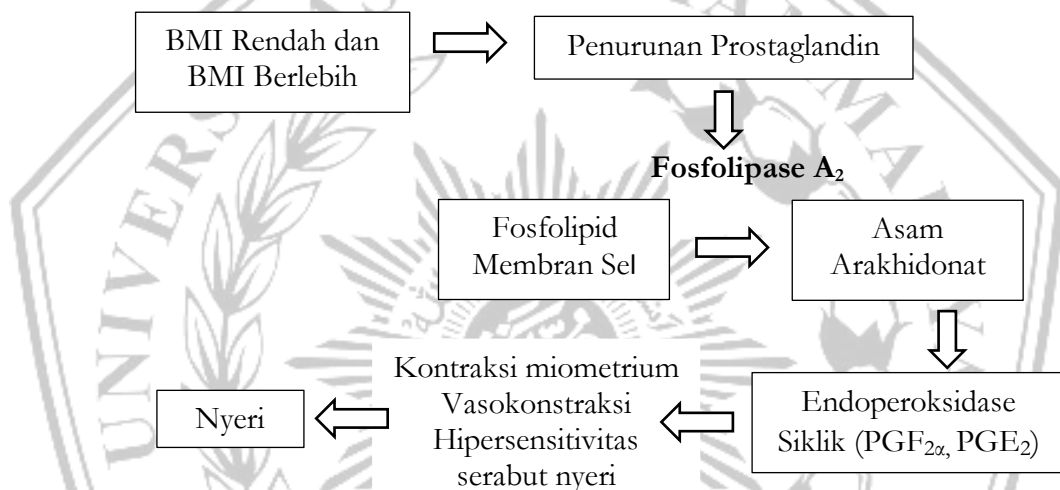 BMI Rendah dan
BMI Berlebih
Penurunan Prostaglandin
Fosfolipase A₂
Fosfolipid
Membran Sel
Asam
Arakhidonat
Kontraksi miometrium
Vasokonstraksi
Hipersensitivitas
serabut nyeri
Nyeri
Endoperoksidase
Siklik (PGF₂α, PGE₂)
UNIVERS